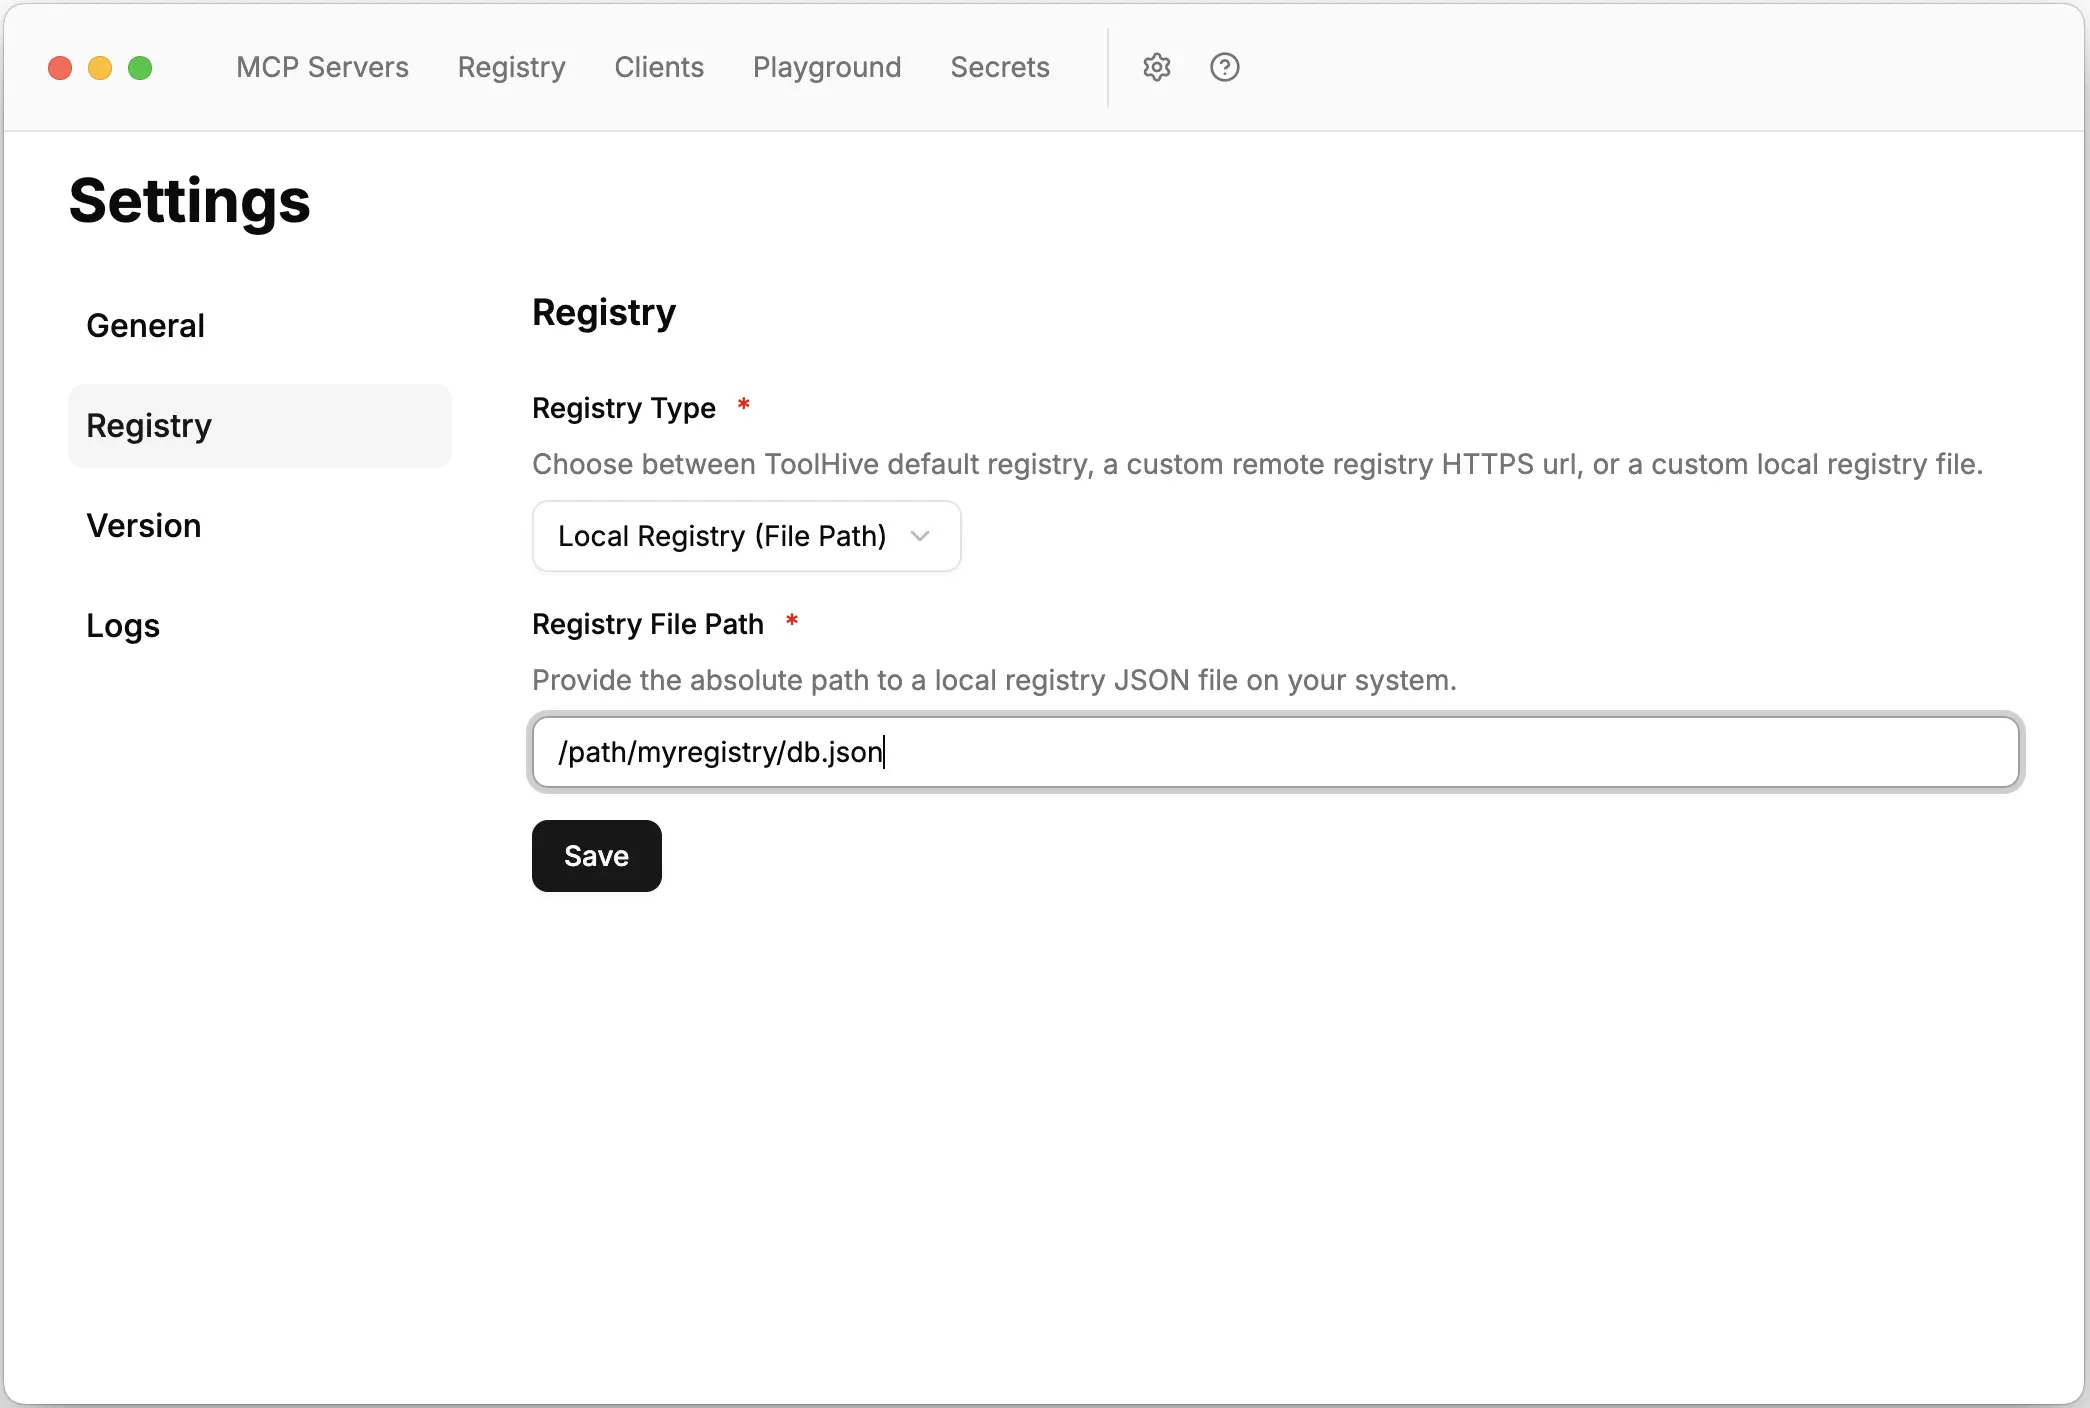 MCP Servers Registry Clients Playground Secrets
Settings
General
Registry
Version
Logs
Registry
Registry Type *
Choose between ToolHive default registry, a custom remote registry HTTPS url, or a custom local registry file.
Local Registry (File Path)
Registry File Path *
Provide the absolute path to a local registry JSON file on your system.
/path/myregistry/db.json
Save